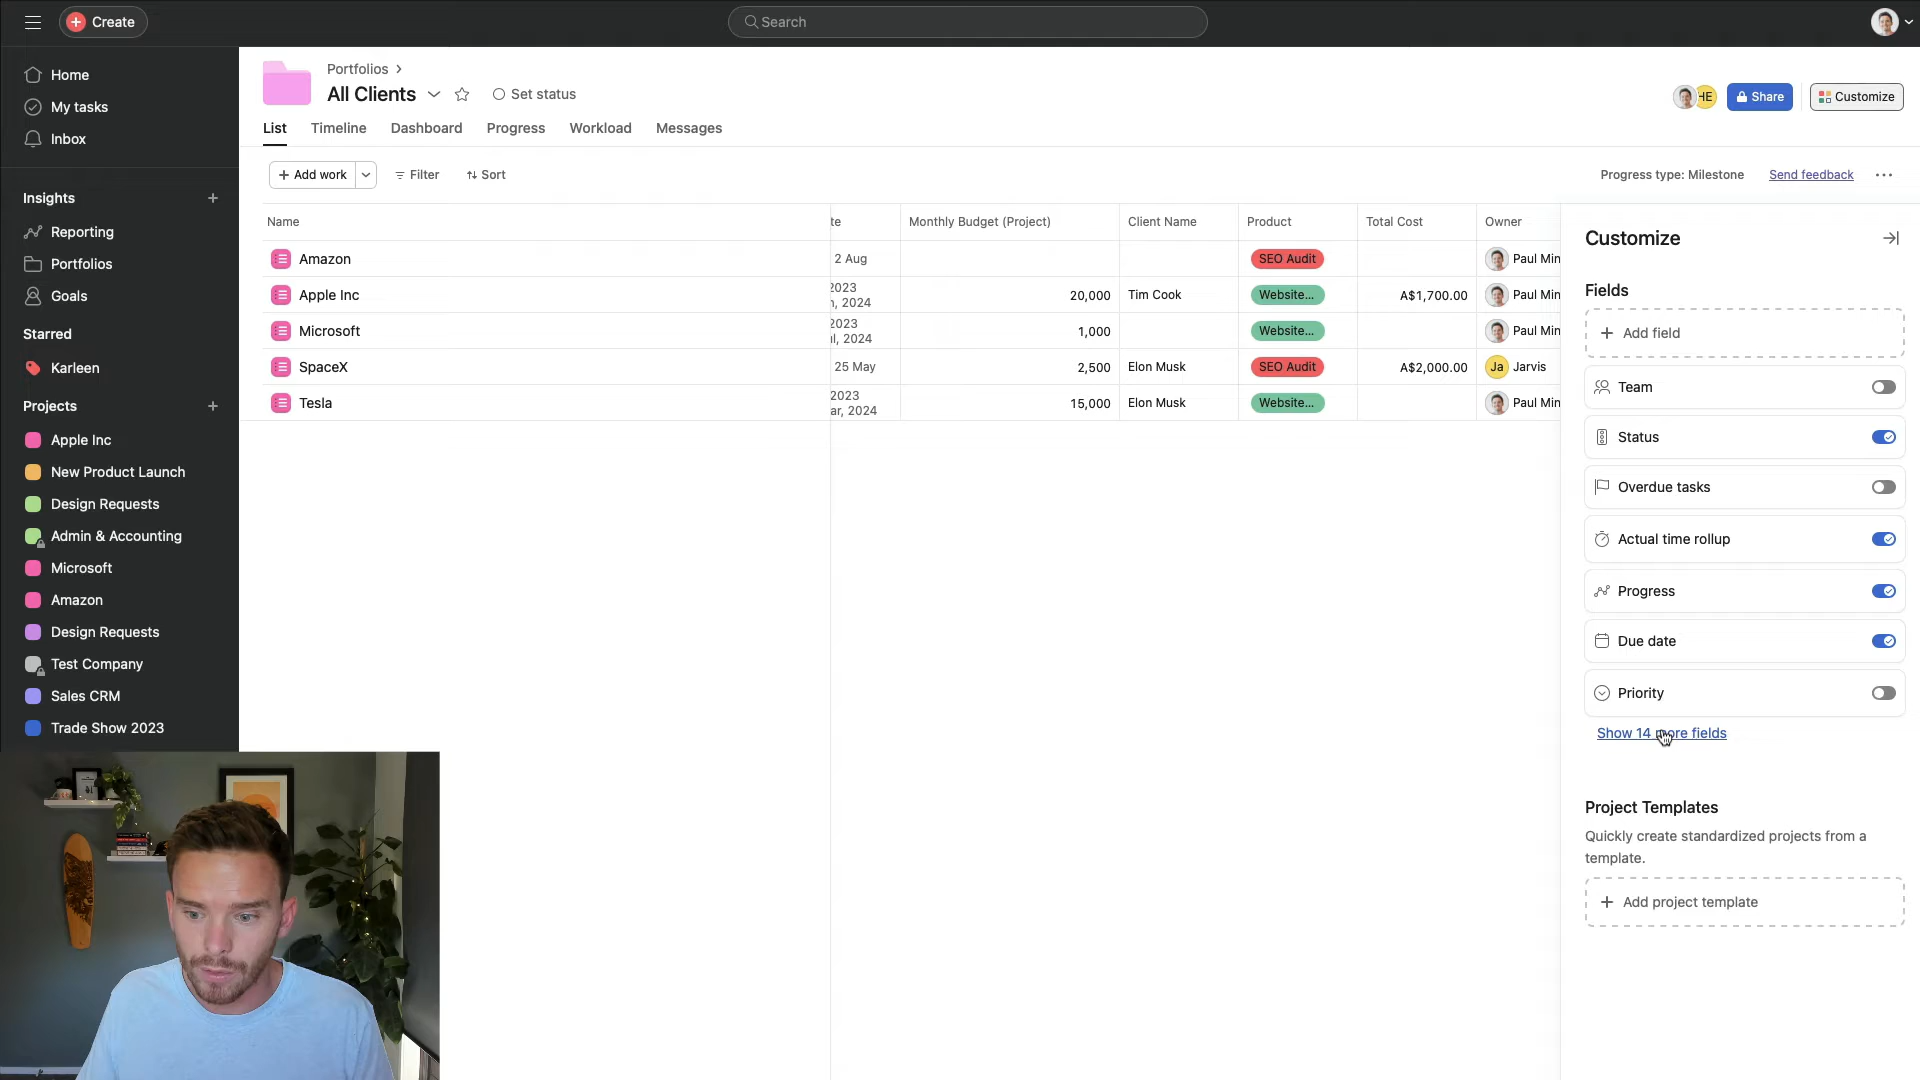 Create
Search
Home
My tasks
Inbox
Insights
Reporting
Portfolios
Goals
Starred
Karleen
Projects
Apple Inc
New Product Launch
Design Requests
Admin & Accounting
Microsoft
Amazon
Design Requests
Test Company
Sales CRM
Trade Show 2023
Portfolios
All Clients
Set status
HE
Share
Customize
List Timeline Dashboard Progress Workload Messages
+ Add work Filter Sort
Progress type: Milestone Send feedback
Name te Monthly Budget (Project) Client Name Product Total Cost Owner
Amazon 2 Aug SEO Audit Paul Min
Apple Inc 2023
, 2024 20,000 Tim Cook Website... A$1,700.00 Paul Min
Microsoft 2023
l, 2024 1,000 Website... Paul Min
SpaceX 25 May 2,500 Elon Musk SEO Audit A$2,000.00 Ja Jarvis
Tesla 2023
ar, 2024 15,000 Elon Musk Website... Paul Min
Customize
Fields
+ Add field
Team
Status
Overdue tasks
Actual time rollup
Progress
Due date
Priority
Show 14 more fields
Project Templates
Quickly create standardized projects from a
template.
+ Add project template